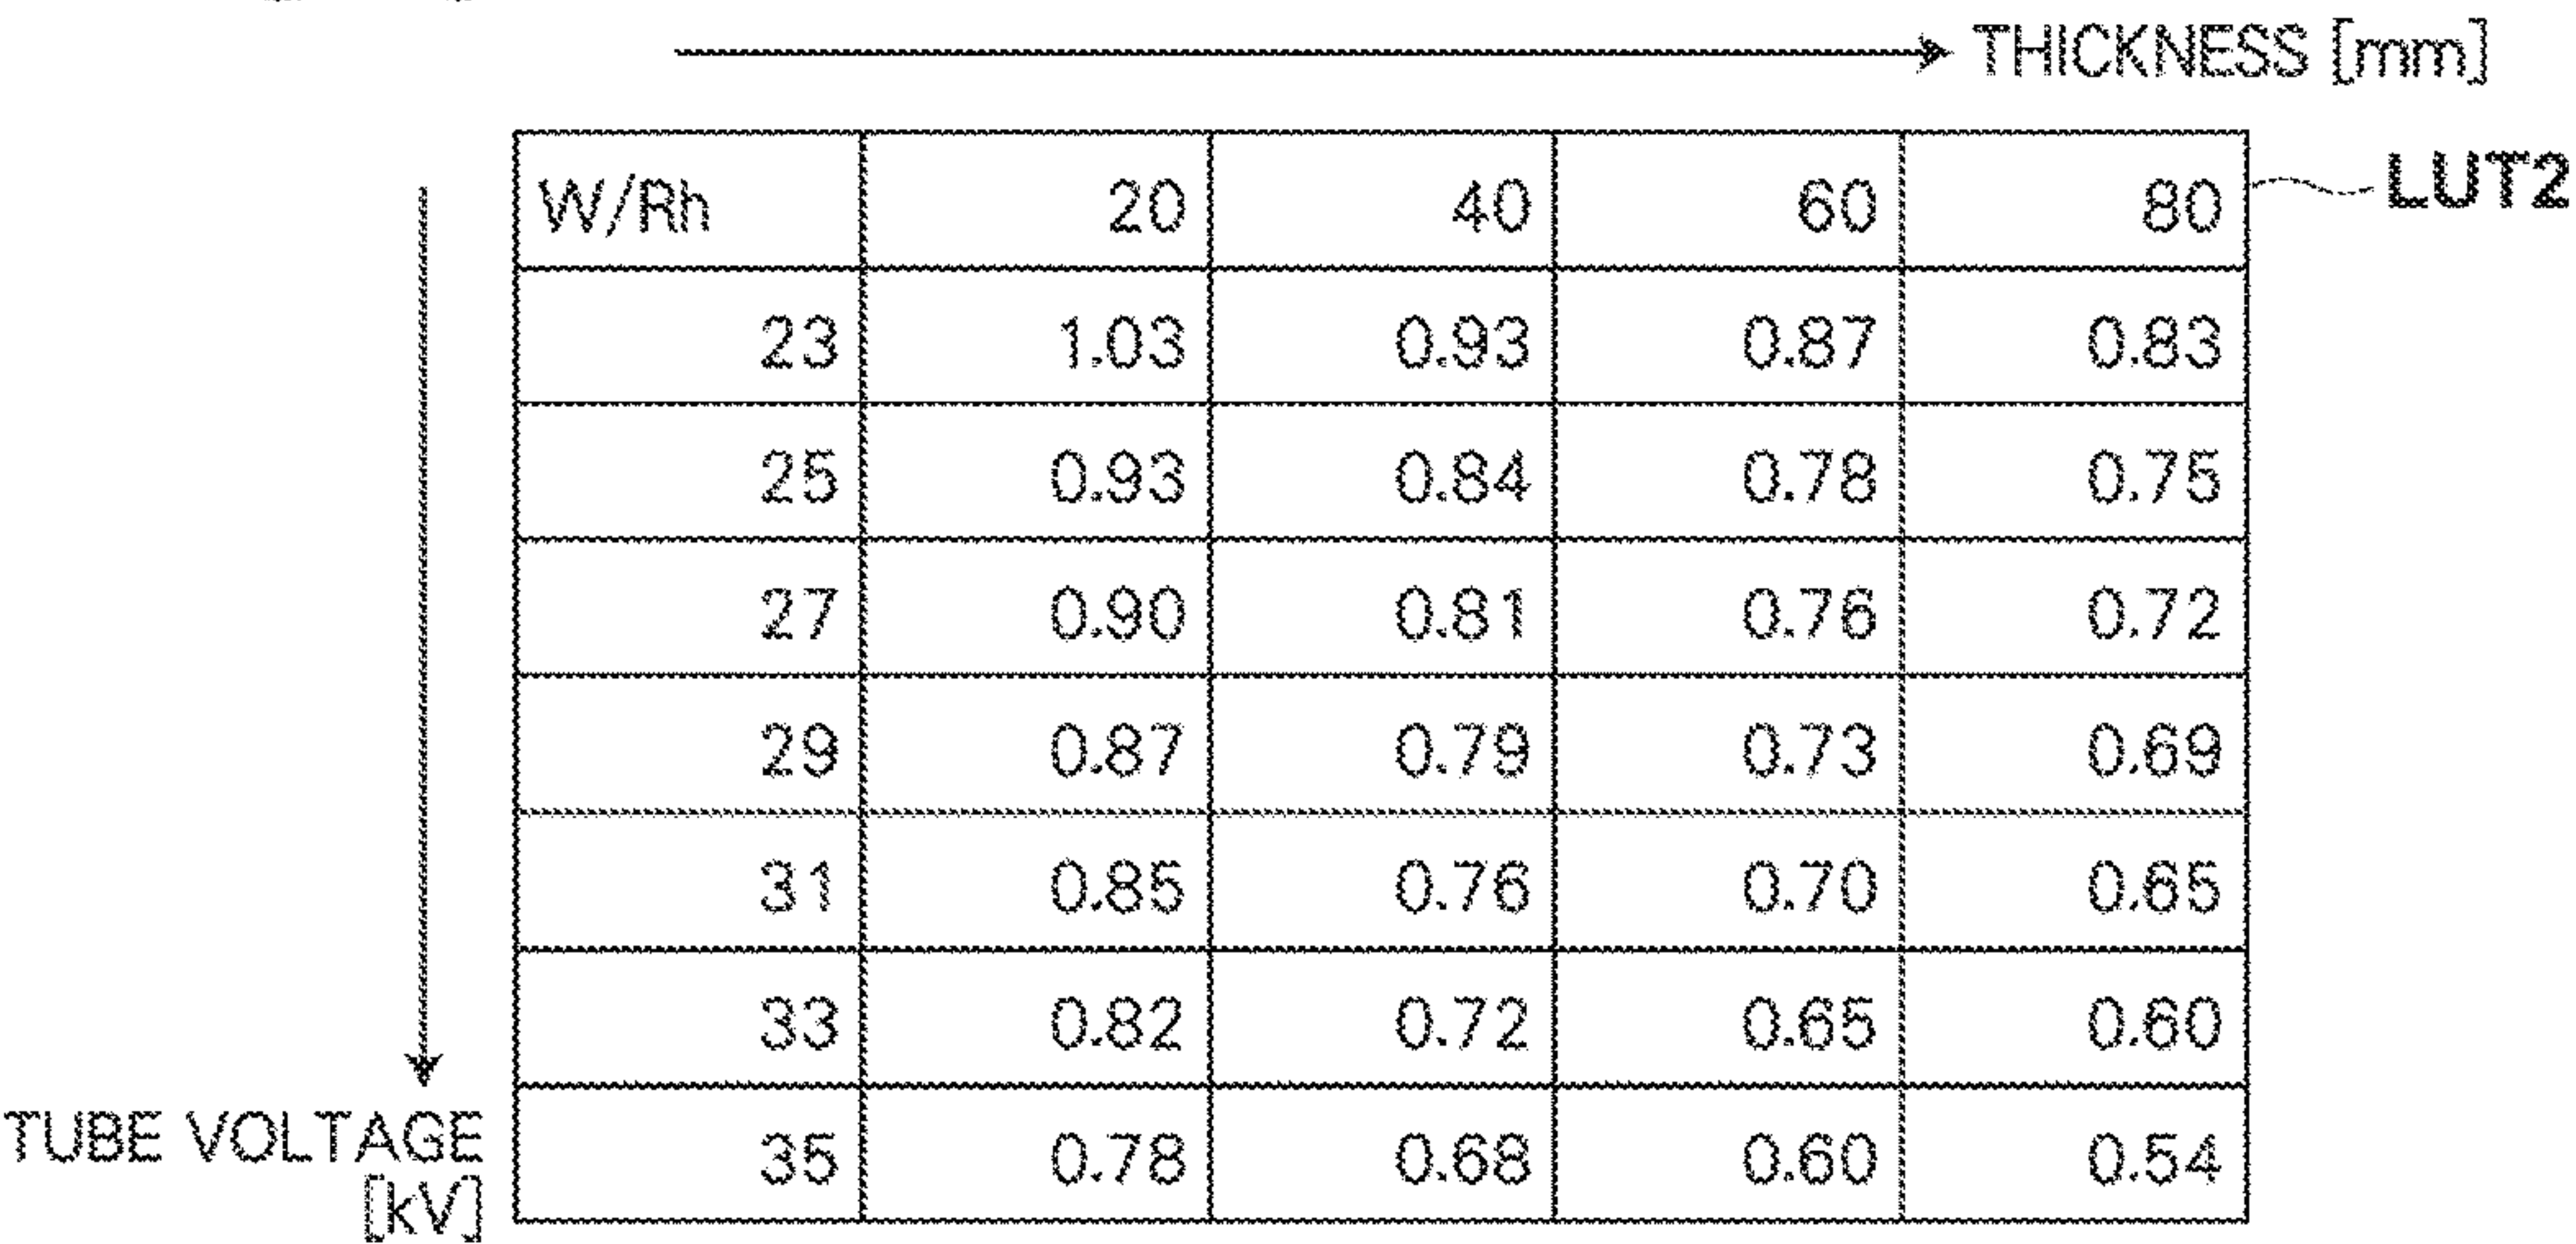 THICKNESS [mm]
W/Rh 20 40 60 80
LUT2
23 1.03 0.93 0.87 0.83
25 0.93 0.84 0.78 0.75
27 0.90 0.81 0.76 0.72
29 0.87 0.79 0.73 0.69
31 0.85 0.76 0.70 0.65
33 0.82 0.72 0.65 0.60
35 0.78 0.68 0.60 0.54
TUBE VOLTAGE
[kV]